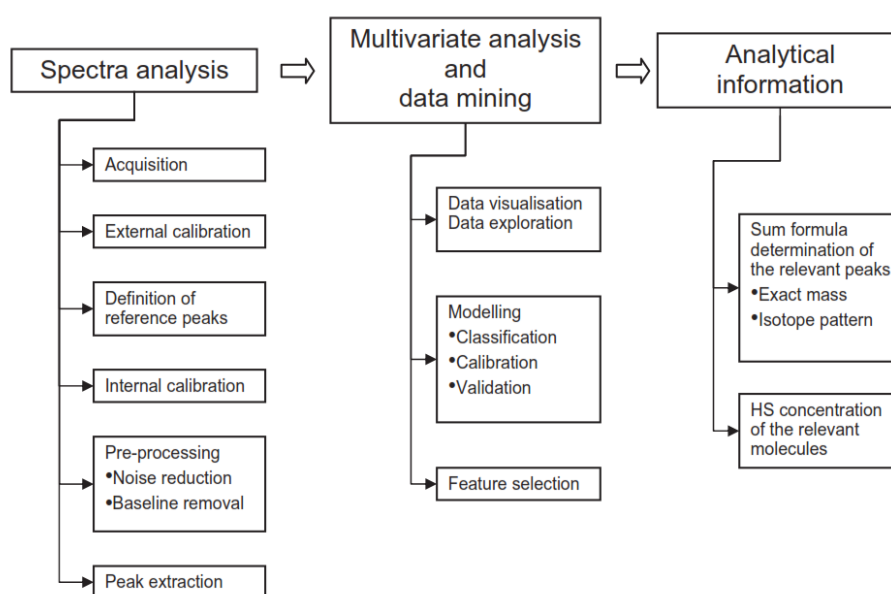 Spectra analysis
Acquisition
External calibration
Definition of
reference peaks
Internal calibration
Pre-processing
•Noise reduction
•Baseline removal
Peak extraction
Multivariate analysis
and
data mining
Data visualisation
Data exploration
Modelling
•Classification
•Calibration
•Validation
Feature selection
Analytical
information
Sum formula
determination of
the relevant peaks
•Exact mass
•Isotope pattern
HS concentration
of the relevant
molecules